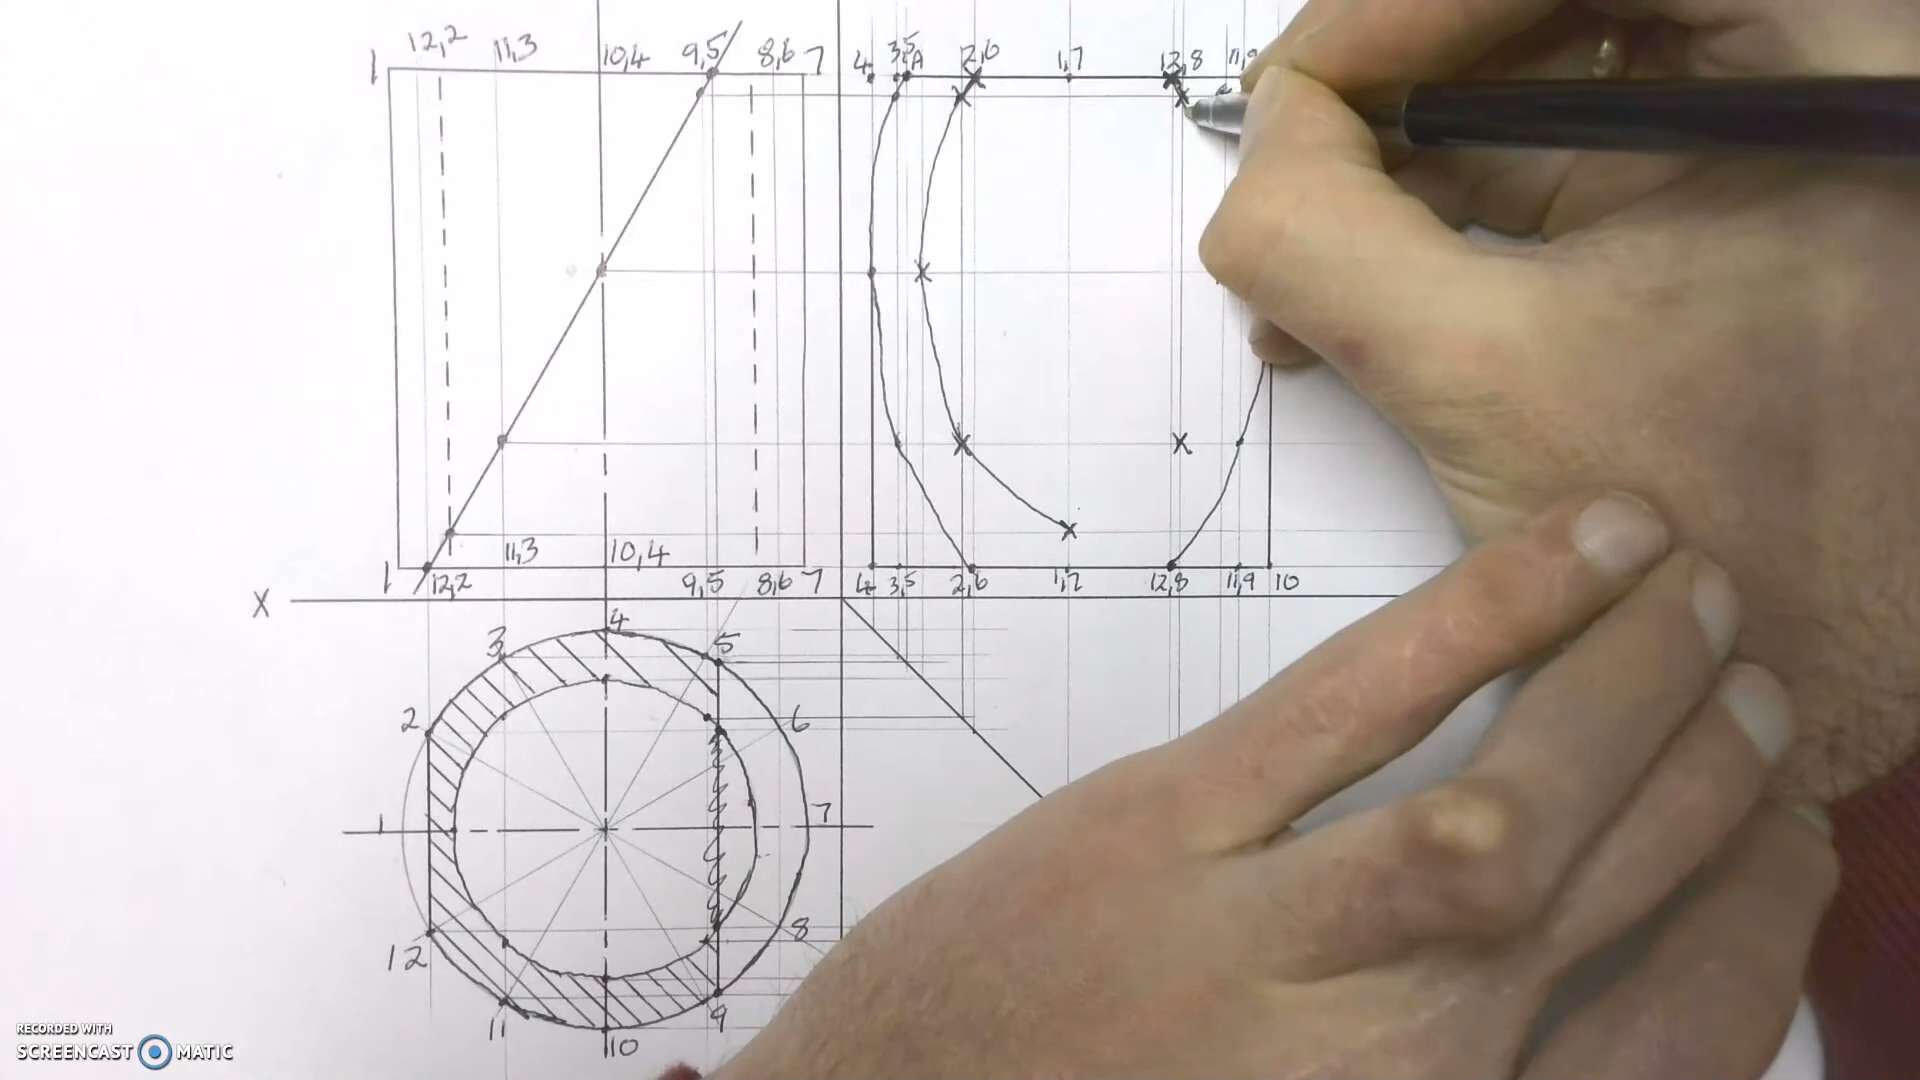 1 12,2 11,3 10,4 9,5 8,6 7 4 3,5 A 2,6 1,7 12,8 11,9
11,3 10,4
1 12,2 9,5 8,6 7 4 3,5 2,6 1,7 12,8 11,9 10
X
4
3 5
2 6
1 7
12 8
11 9
10
RECORDED WITH
SCREENCAST MATIC